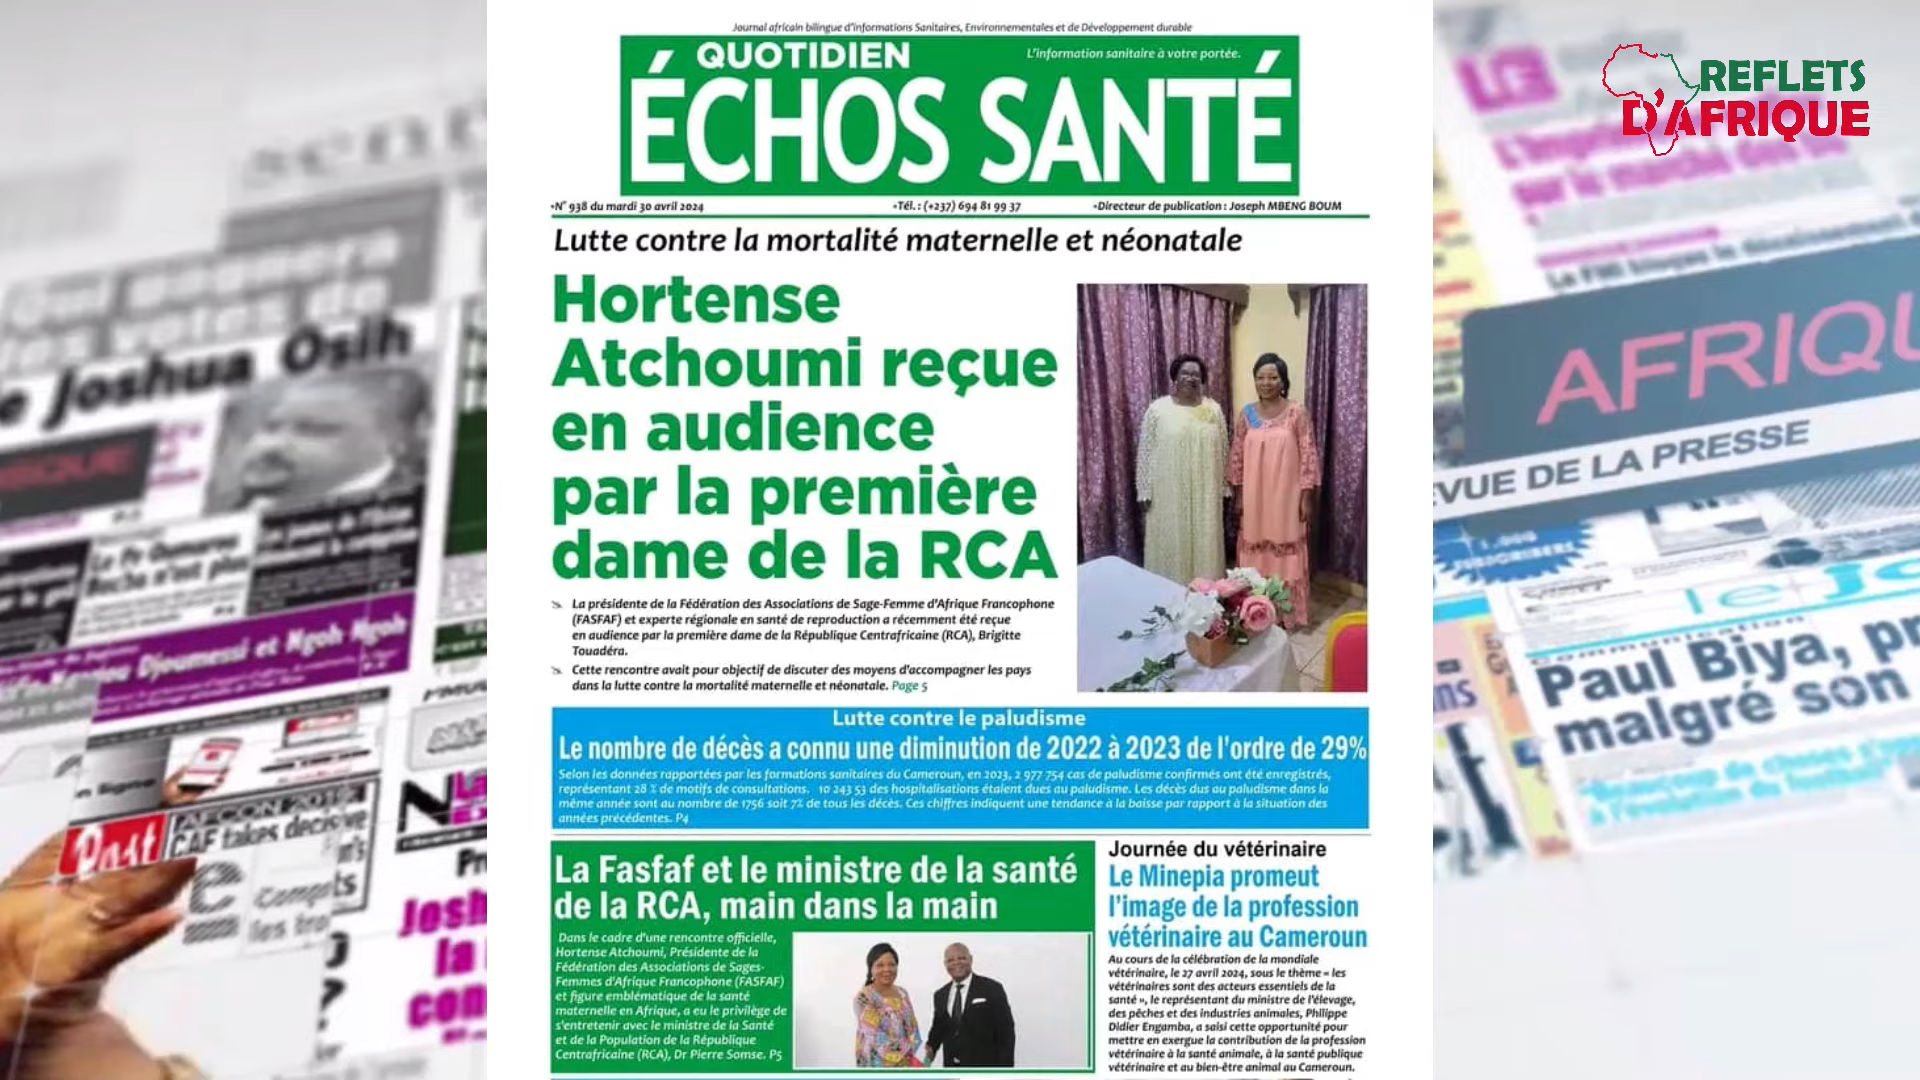 Journal africain bilingue d'informations Sanitaires, Environnementales et de Développement durable
QUOTIDIEN
L'information sanitaire à votre portée.
ÉCHOS SANTÉ
•N° 938 du mardi 30 avril 2024
•Tél. : (+237) 694 81 99 37
•Directeur de publication : Joseph MBENG BOUM
Lutte contre la mortalité maternelle et néonatale
Hortense
Atchoumi reçue
en audience
par la première
dame de la RCA
La présidente de la Fédération des Associations de Sage-Femme d'Afrique Francophone
(FASFAF) et experte régionale en santé de reproduction a récemment été reçue
en audience par la première dame de la République Centrafricaine (RCA), Brigitte
Touadéra.
Cette rencontre avait pour objectif de discuter des moyens d'accompagner les pays
dans la lutte contre la mortalité maternelle et néonatale. Page 5
Lutte contre le paludisme
Le nombre de décès a connu une diminution de 2022 à 2023 de l'ordre de 29%
Selon les données rapportées par les formations sanitaires du Cameroun, en 2023, 2 977 754 cas de paludisme confirmés ont été enregistrés,
représentant 28 % de motifs de consultations. 10 243 53 des hospitalisations étaient dues au paludisme. Les décès dus au paludisme dans la
même année sont au nombre de 1756 soit 7% de tous les décès. Ces chiffres indiquent une tendance à la baisse par rapport à la situation des
années précédentes. P4
La Fasfaf et le ministre de la santé
de la RCA, main dans la main
Dans le cadre d'une rencontre officielle,
Hortense Atchoumi, Présidente de la
Fédération des Associations de Sages-
Femmes d'Afrique Francophone (FASFAF)
et figure emblématique de la santé
maternelle en Afrique, a eu le privilège de
s'entretenir avec le ministre de la Santé
et de la Population de la République
Centrafricaine (RCA), Dr Pierre Somse. P5
Journée du vétérinaire
Le Minepia promeut
l'image de la profession
vétérinaire au Cameroun
Au cours de la célébration de la mondiale
vétérinaire, le 27 avril 2024, sous le thème « les
vétérinaires sont des acteurs essentiels de la
santé », le représentant du ministre de l'élevage,
des pêches et des industries animales, Philippe
Didier Engamba, a saisi cette opportunité pour
mettre en exergue la contribution de la profession
vétérinaire à la santé animale, à la santé publique
vétérinaire et au bien-être animal au Cameroun.
REFLETS
D'AFRIQUE
AFRIQU
VUE DE LA PRESSE
Paul Biya, pr
malgré son
Joshua Osih
Djoumessi et Ngoh Ngoh
Post
AFCON 2019
CAF takes decisive